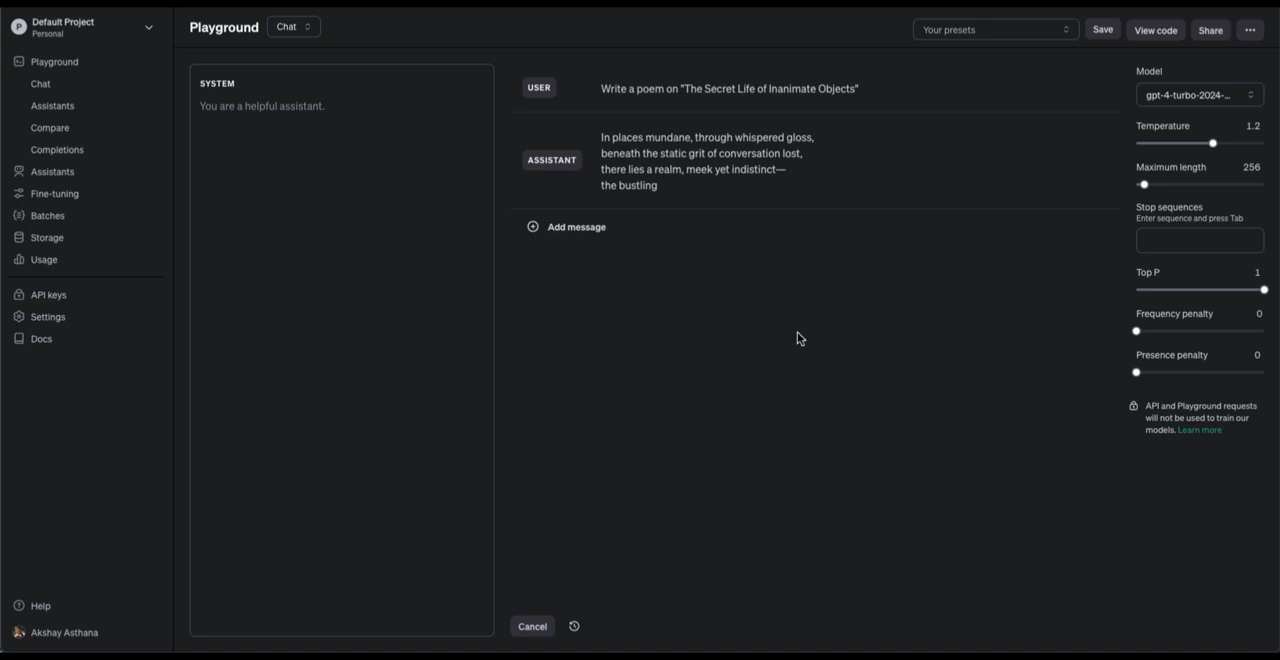 P
Default Project
Personal
Playground
Chat
Assistants
Compare
Completions
Assistants
Fine-tuning
Batches
Storage
Usage
API keys
Settings
Docs
Help
Akshay Asthana
Playground
Chat
Your presets
Save
View code
Share
SYSTEM
You are a helpful assistant.
USER
Write a poem on "The Secret Life of Inanimate Objects"
ASSISTANT
In places mundane, through whispered gloss,
beneath the static grit of conversation lost,
there lies a realm, meek yet indistinct—
the bustling
Add message
Cancel
Model
gpt-4-turbo-2024-...
Temperature 1.2
Maximum length 256
Stop sequences
Enter sequence and press Tab
Top P 1
Frequency penalty 0
Presence penalty 0
API and Playground requests
will not be used to train our
models. Learn more